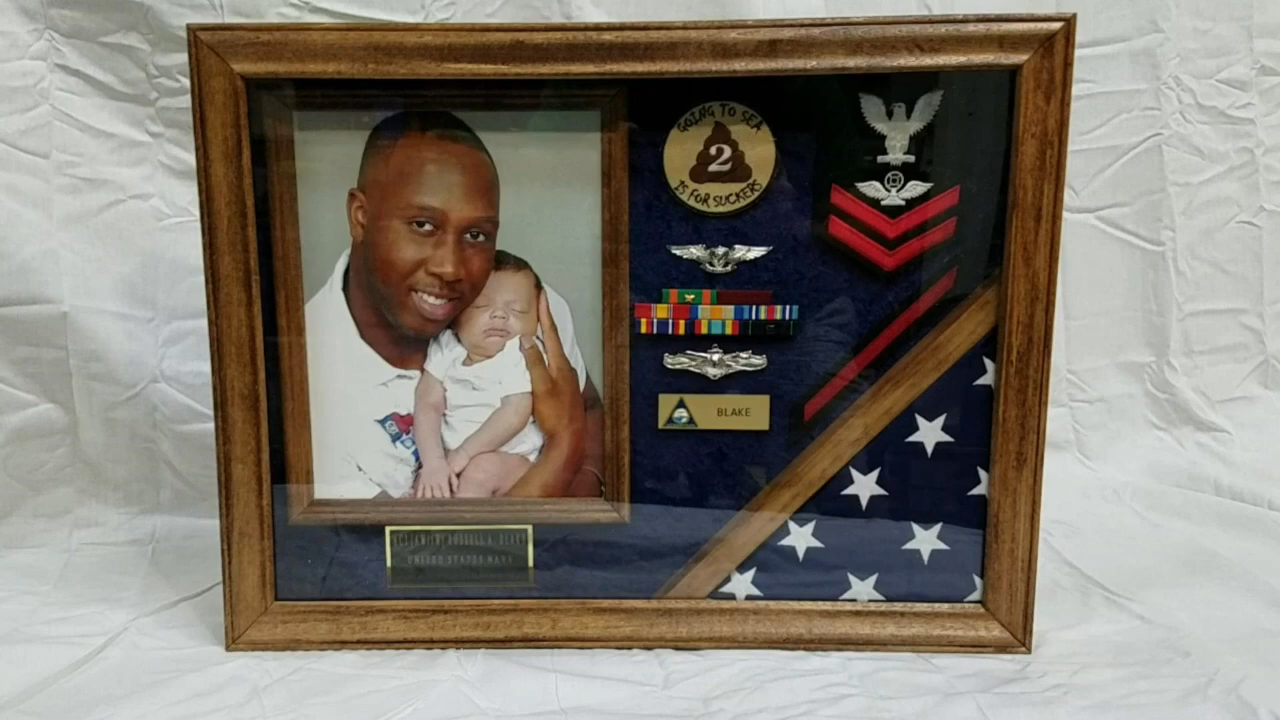 GOING TO SEA
2
IS FOR SUCKERS
BLAKE
UNITED STATES NAVY